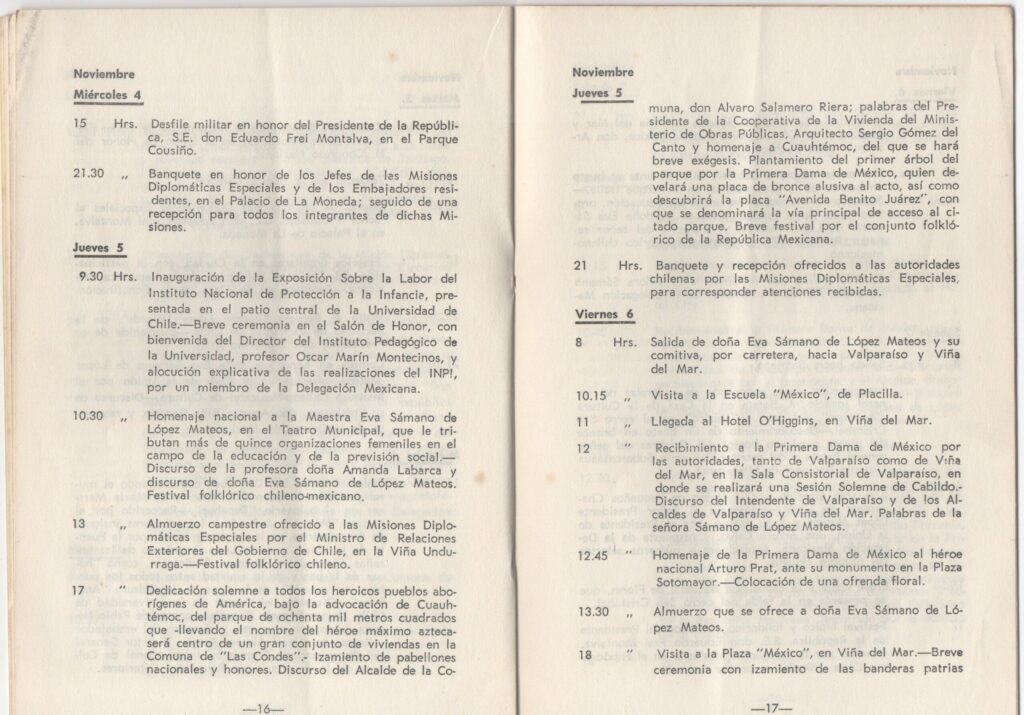 Noviembre
Miércoles 4
15 Hrs. Desfile militar en honor del Presidente de la Repúbli-
ca, S.E. don Eduardo Frei Montalva, en el Parque
Cousiño.
21.30 „ Banquete en honor de los Jefes de las Misiones
Diplomáticas Especiales y de los Embajadores resi-
dentes, en el Palacio de La Moneda; seguido de una
recepción para todos los integrantes de dichas Mi-
siones.
Jueves 5
9.30 Hrs. Inauguración de la Exposición Sobre la Labor del
Instituto Nacional de Protección a la Infancia, pre-
sentada en el patio central de la Universidad de
Chile.—Breve ceremonia en el Salón de Honor, con
bienvenida del Director del Instituto Pedagógico de
la Universidad, profesor Oscar Marín Montecinos, y
alocución explicativa de las realizaciones del INPI,
por un miembro de la Delegación Mexicana.
10.30 „ Homenaje nacional a la Maestra Eva Sámano de
López Mateos, en el Teatro Municipal, que le tri-
butan más de quince organizaciones femeniles en el
campo de la educación y de la previsión social.—
Discurso de la profesora doña Amanda Labarca y
discurso de doña Eva Sámano de López Mateos.
Festival folklórico chileno-mexicano.
13 „ Almuerzo campestre ofrecido a las Misiones Diplo-
máticas Especiales por el Ministro de Relaciones
Exteriores del Gobierno de Chile, en la Viña Undu-
rraga.—Festival folklórico chileno.
17 " Dedicación solemne a todos los heroicos pueblos abo-
rígenes de América, bajo la advocación de Cuauh-
témoc, del parque de ochenta mil metros cuadrados
que -llevando el nombre del héroe máximo azteca-
será centro de un gran conjunto de viviendas en la
Comuna de "Las Condes".- Izamiento de pabellones
nacionales y honores. Discurso del Alcalde de la Co-
—16—
Noviembre
Jueves 5
muna, don Alvaro Salamero Riera; palabras del Pre-
sidente de la Cooperativa de la Vivienda del Minis-
terio de Obras Públicas, Arquitecto Sergio Gómez del
Canto y homenaje a Cuauhtémoc, del que se hará
breve exégesis. Plantamiento del primer árbol del
parque por la Primera Dama de México, quien de-
velará una placa de bronce alusiva al acto, así como
descubrirá la placa "Avenida Benito Juárez", con
que se denominará la vía principal de acceso al ci-
tado parque. Breve festival por el conjunto folkló-
rico de la República Mexicana.
21 Hrs. Banquete y recepción ofrecidos a las autoridades
chilenas por las Misiones Diplomáticas Especiales,
para corresponder atenciones recibidas.
Viernes 6
8 Hrs. Salida de doña Eva Sámano de López Mateos y su
comitiva, por carretera, hacia Valparaíso y Viña
del Mar.
10.15 „ Visita a la Escuela "México", de Placilla.
11 „ Llegada al Hotel O'Higgins, en Viña del Mar.
12 " Recibimiento a la Primera Dama de México por
las autoridades, tanto de Valparaíso como de Viña
del Mar, en la Sala Consistorial de Valparaíso, en
donde se realizará una Sesión Solemne de Cabildo.-
Discurso del Intendente de Valparaíso y de los Al-
caldes de Valparaíso y Viña del Mar. Palabras de la
señora Sámano de López Mateos.
12.45 " Homenaje de la Primera Dama de México al héroe
nacional Arturo Prat, ante su monumento en la Plaza
Sotomayor.—Colocación de una ofrenda floral.
13.30 „ Almuerzo que se ofrece a doña Eva Sámano de Ló-
pez Mateos.
18 " Visita a la Plaza "México", en Viña del Mar.—Breve
ceremonia con izamiento de las banderas patrias
—17—